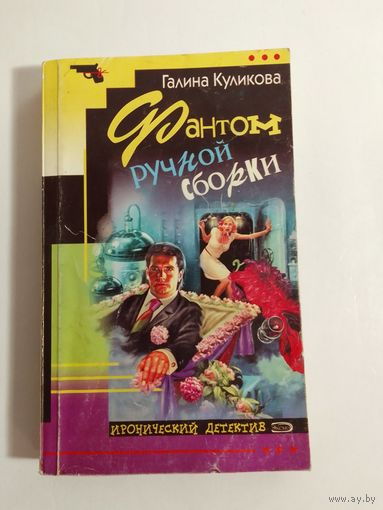 Галина Куликова
Фантом
ручной
сборки
ИРОНИЧЕСКИЙ ДЕТЕКТИВ
www.ay.by